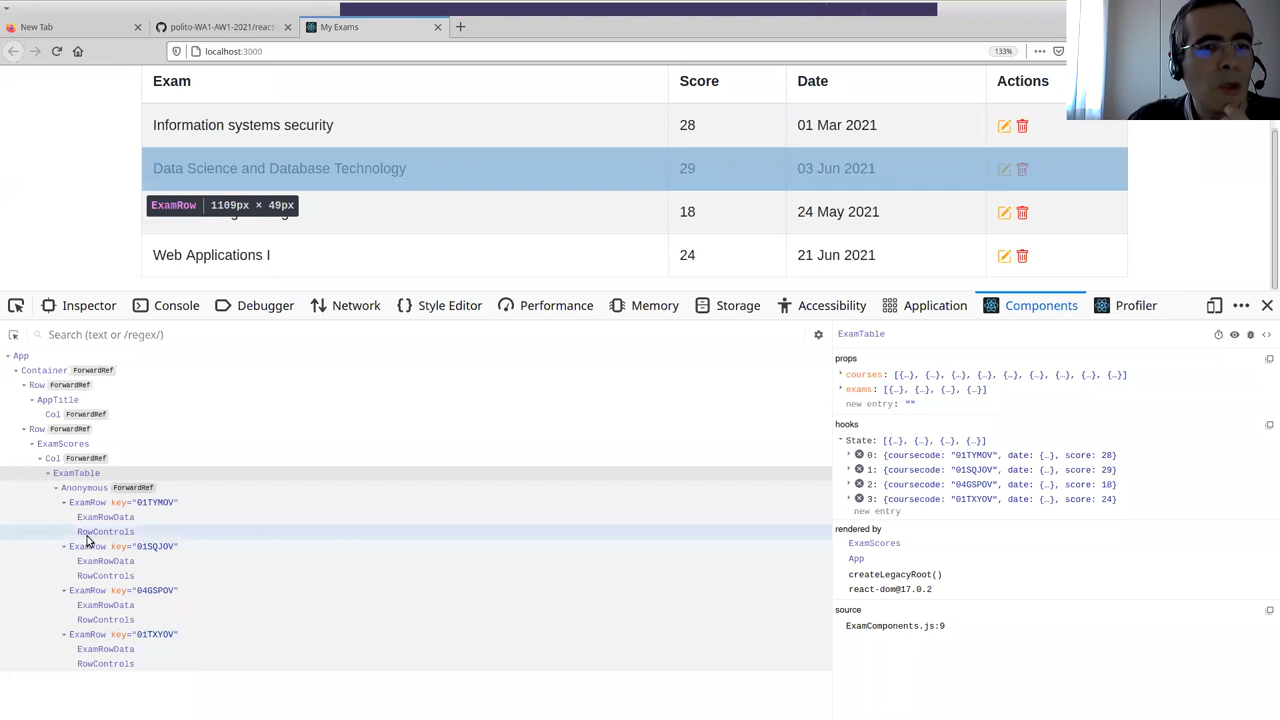 New Tab
polito-WA1-AW1-2021/react-
My Exams
localhost:3000
133%
Exam Score Date Actions
Information systems security 28 01 Mar 2021
Data Science and Database Technology 29 03 Jun 2021
ExamRow 1109px × 49px
18 24 May 2021
Web Applications I 24 21 Jun 2021
Inspector Console Debugger Network Style Editor Performance Memory Storage Accessibility Application Components Profiler
Search (text or /regex/)
App
Container ForwardRef
Row ForwardRef
AppTitle
Col ForwardRef
Row ForwardRef
ExamScores
Col ForwardRef
ExamTable
Anonymous ForwardRef
ExamRow key="01TYMOV"
ExamRowData
RowControls
ExamRow key="01SQJOV"
ExamRowData
RowControls
ExamRow key="04GSPOV"
ExamRowData
RowControls
ExamRow key="01TXYOV"
ExamRowData
RowControls
ExamTable
props
courses: [{…}, {…}, {…}, {…}, {…}, {…}, {…}, {…}, {…}]
exams: [{…}, {…}, {…}, {…}]
new entry: ""
hooks
State: [{…}, {…}, {…}, {…}]
0: {coursecode: "01TYMOV", date: {…}, score: 28}
1: {coursecode: "01SQJOV", date: {…}, score: 29}
2: {coursecode: "04GSPOV", date: {…}, score: 18}
3: {coursecode: "01TXYOV", date: {…}, score: 24}
new entry
rendered by
ExamScores
App
createLegacyRoot()
react-dom@17.0.2
source
ExamComponents.js:9